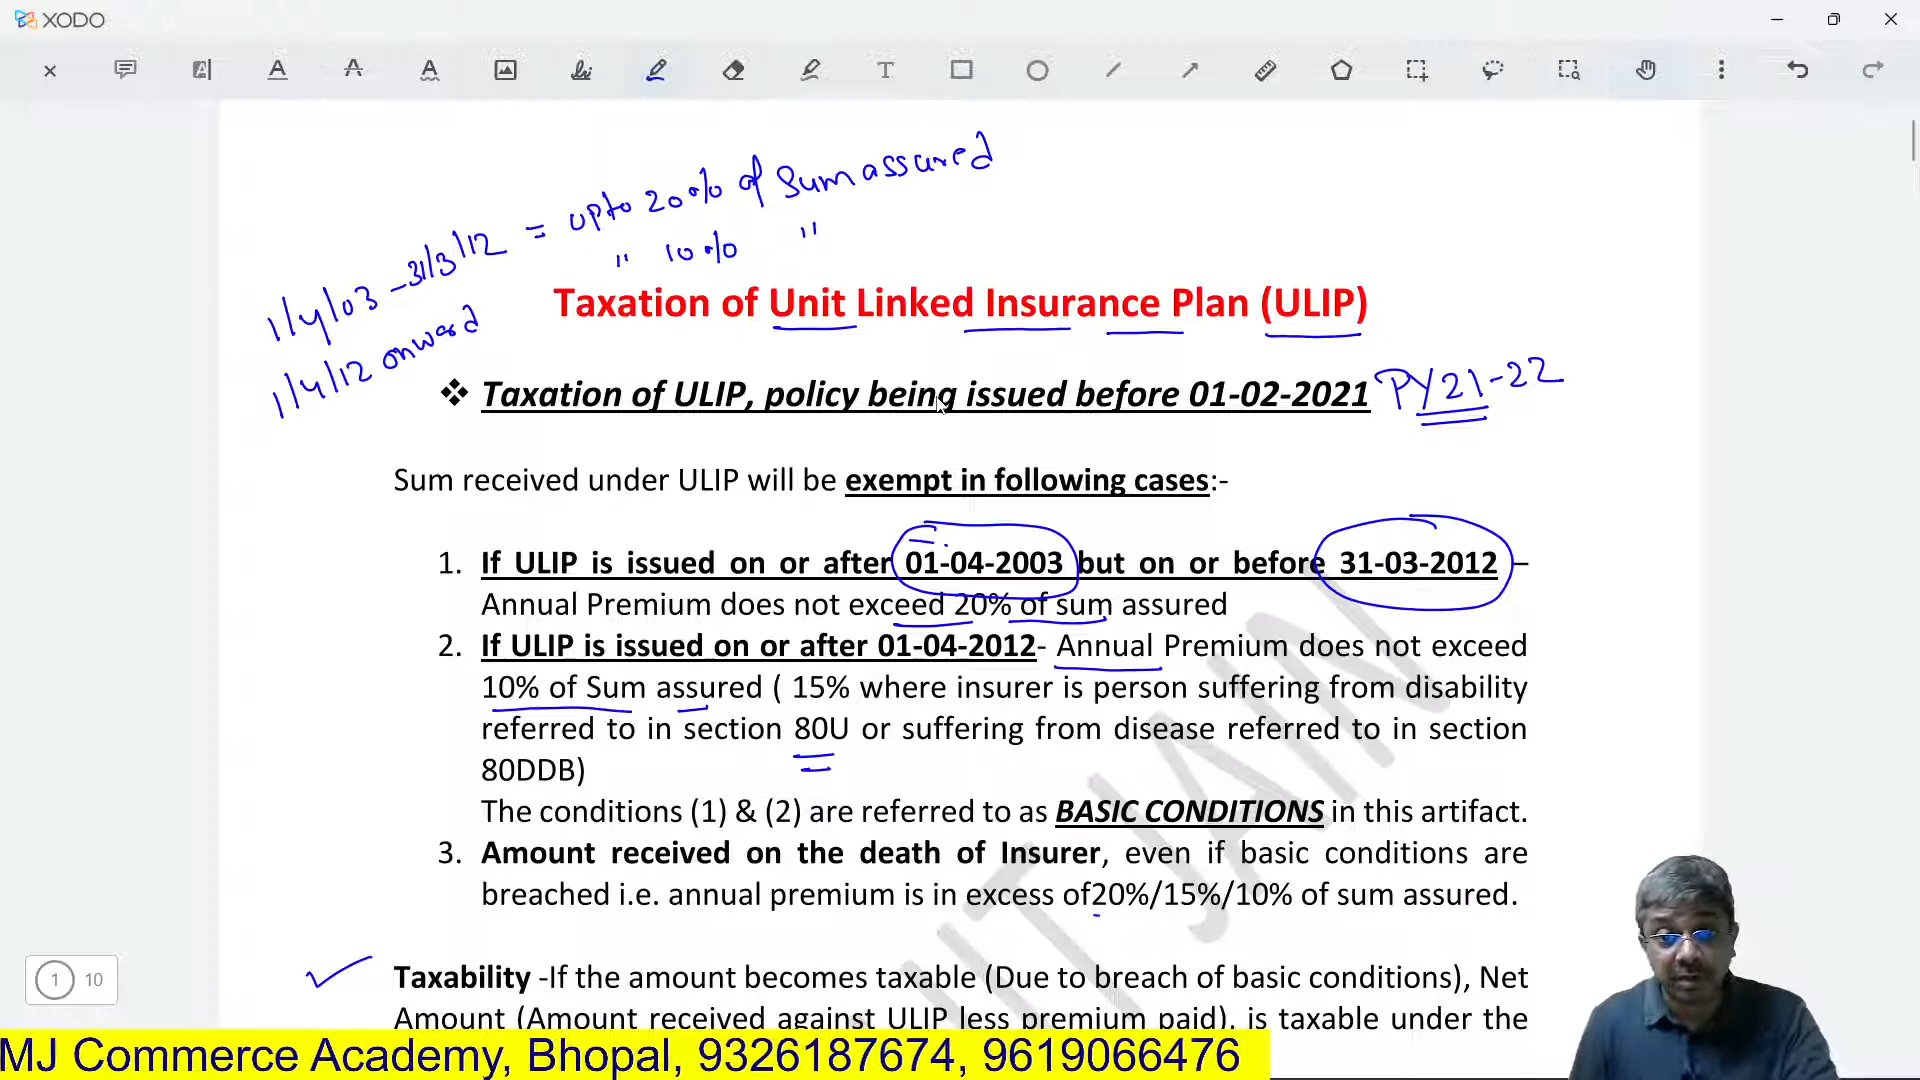 XODO
1/4/03 - 31/3/12 = upto 20% of Sum assured
1/4/12 onward " 10% "
Taxation of Unit Linked Insurance Plan (ULIP)
❖ Taxation of ULIP, policy being issued before 01-02-2021 PY21-22
Sum received under ULIP will be exempt in following cases:-
1. If ULIP is issued on or after 01-04-2003 but on or before 31-03-2012 –
Annual Premium does not exceed 20% of sum assured
2. If ULIP is issued on or after 01-04-2012- Annual Premium does not exceed
10% of Sum assured ( 15% where insurer is person suffering from disability
referred to in section 80U or suffering from disease referred to in section
80DDB)
The conditions (1) & (2) are referred to as BASIC CONDITIONS in this artifact.
3. Amount received on the death of Insurer, even if basic conditions are
breached i.e. annual premium is in excess of20%/15%/10% of sum assured.
Taxability -If the amount becomes taxable (Due to breach of basic conditions), Net
Amount (Amount received against ULIP less premium paid), is taxable under the
1 10
MJ Commerce Academy, Bhopal, 9326187674, 9619066476